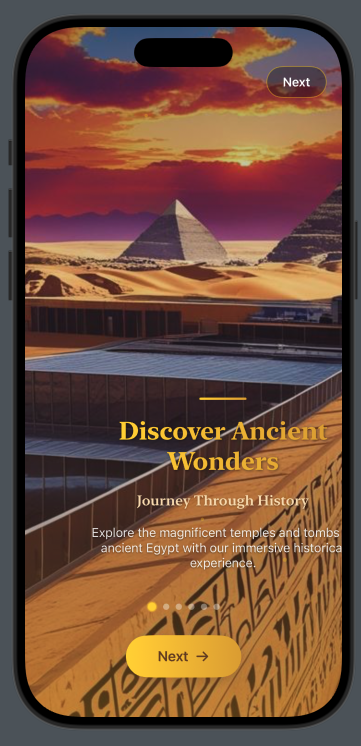 Next
Discover Ancient
Wonders
Journey Through History
Explore the magnificent temples and tombs
ancient Egypt with our immersive historica
experience.
Next →